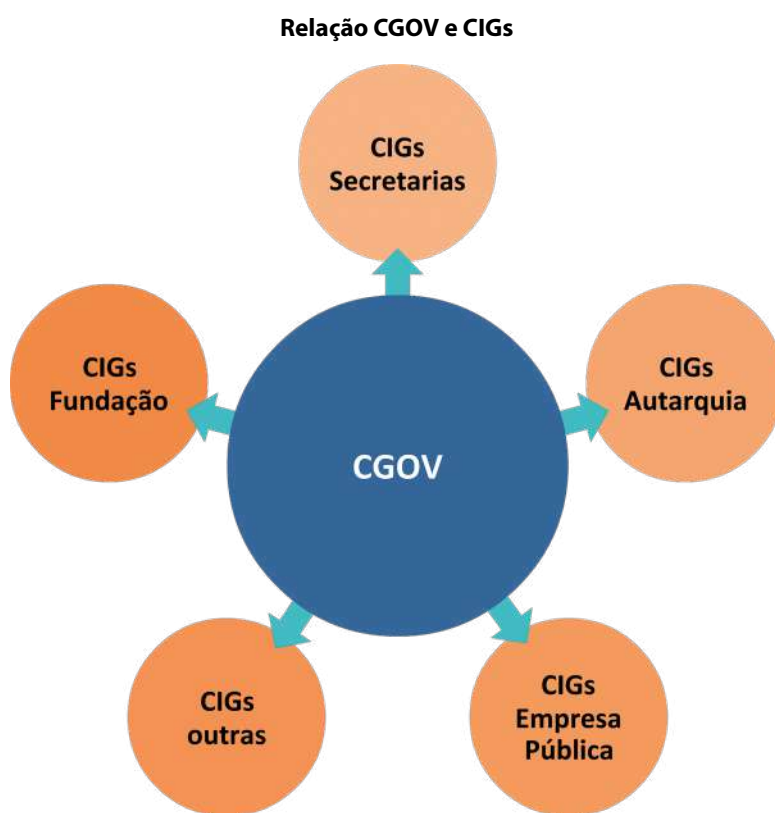 Relação CGOV e CIGs
CIGs
Secretarias
CIGs
Fundação
CIGs
Autarquia
CGOV
CIGs
outras
CIGs
Empresa
Pública